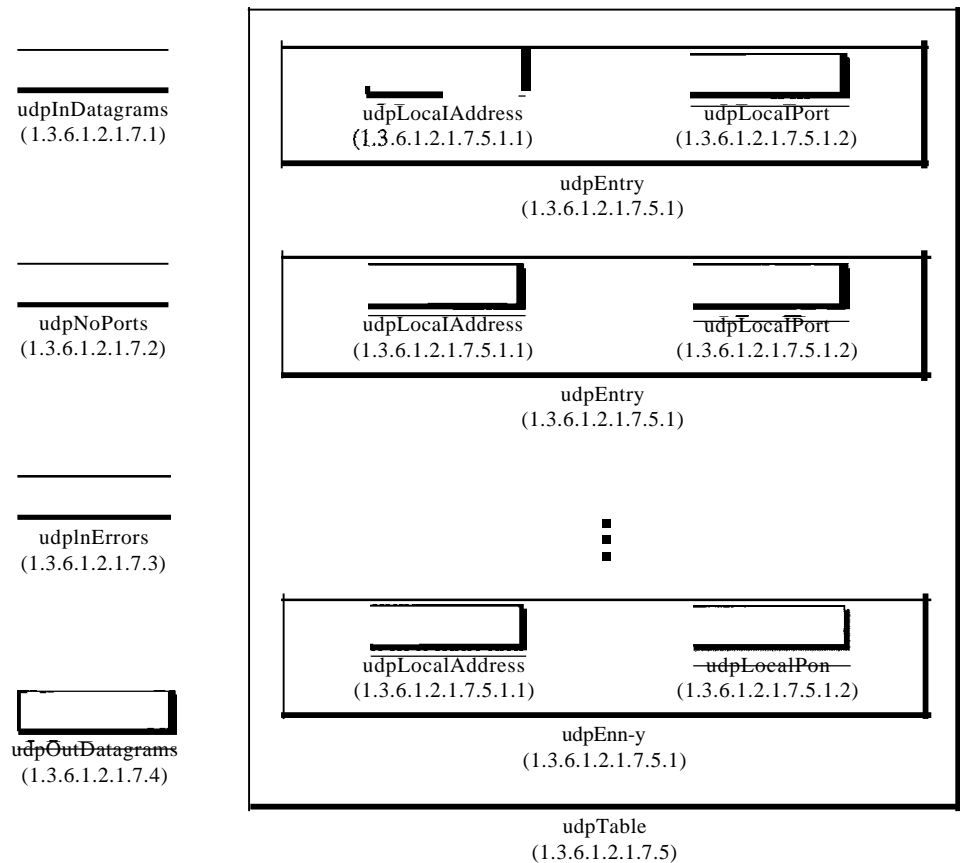 udpInDatagrams
(1.3.6.1.2.1.7.1)
udpNoPorts
(1.3.6.1.2.1.7.2)
udplnErrors
(1.3.6.1.2.1.7.3)
udpOutDatagrams
(1.3.6.1.2.1.7.4)
udpLocaIAddress
(1.3.6.1.2.1.7.5.1.1)
udpLocaIPort
(1.3.6.1.2.1.7.5.1.2)
udpEntry
(1.3.6.1.2.1.7.5.1)
udpLocaIAddress
(1.3.6.1.2.1.7.5.1.1)
udpLocaIPort
(1.3.6.1.2.1.7.5.1.2)
udpEntry
(1.3.6.1.2.1.7.5.1)
udpLocalAddress
(1.3.6.1.2.1.7.5.1.1)
udpLocalPon
(1.3.6.1.2.1.7.5.1.2)
udpEnn-y
(1.3.6.1.2.1.7.5.1)
udpTable
(1.3.6.1.2.1.7.5)